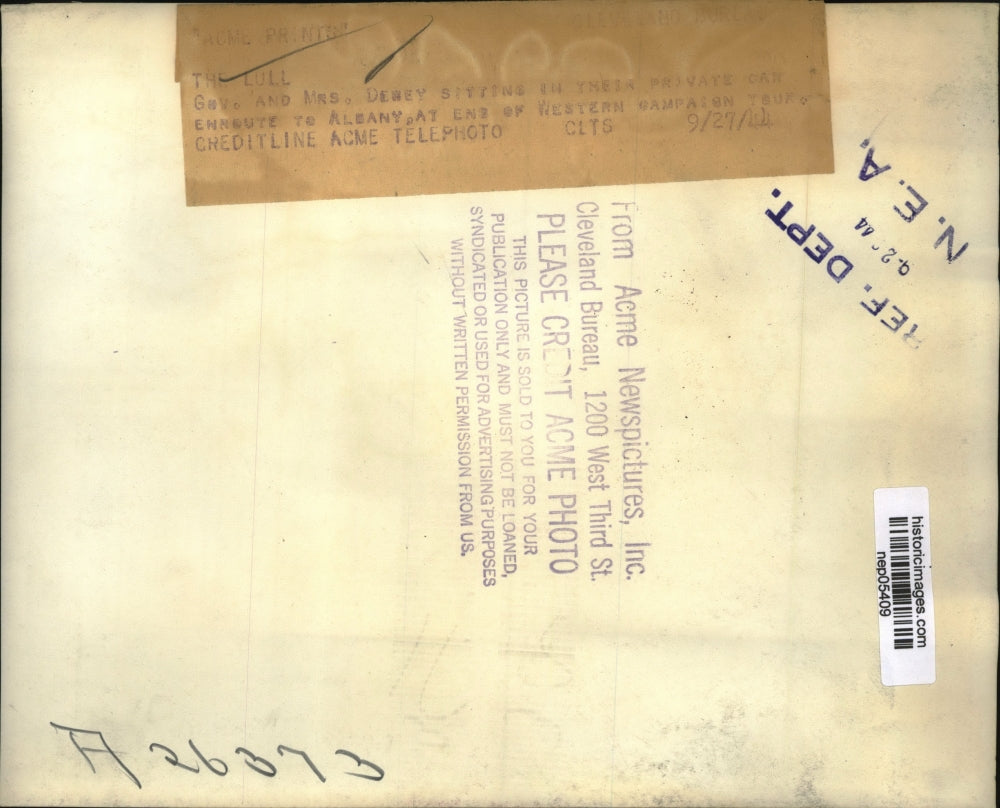 "ACME PRINTS"
CLEVELAND BUREAU
THE LULL
GOV. AND MRS. DEWEY SITTING IN THEIR PRIVATE CAR
ENROUTE TO ALBANY, AT END OF WESTERN CAMPAIGN TOUR.
CREDITLINE ACME TELEPHOTO CLTS 9/27/44
N. E. A.
REF. DEPT.
From Acme Newspictures, Inc.
Cleveland Bureau, 1200 West Third St.
PLEASE CREDIT ACME PHOTO
THIS PICTURE IS SOLD TO YOU FOR YOUR
PUBLICATION ONLY AND MUST NOT BE LOANED,
SYNDICATED OR USED FOR ADVERTISING PURPOSES
WITHOUT WRITTEN PERMISSION FROM US.
historicimages.com
nep05409
A 26373